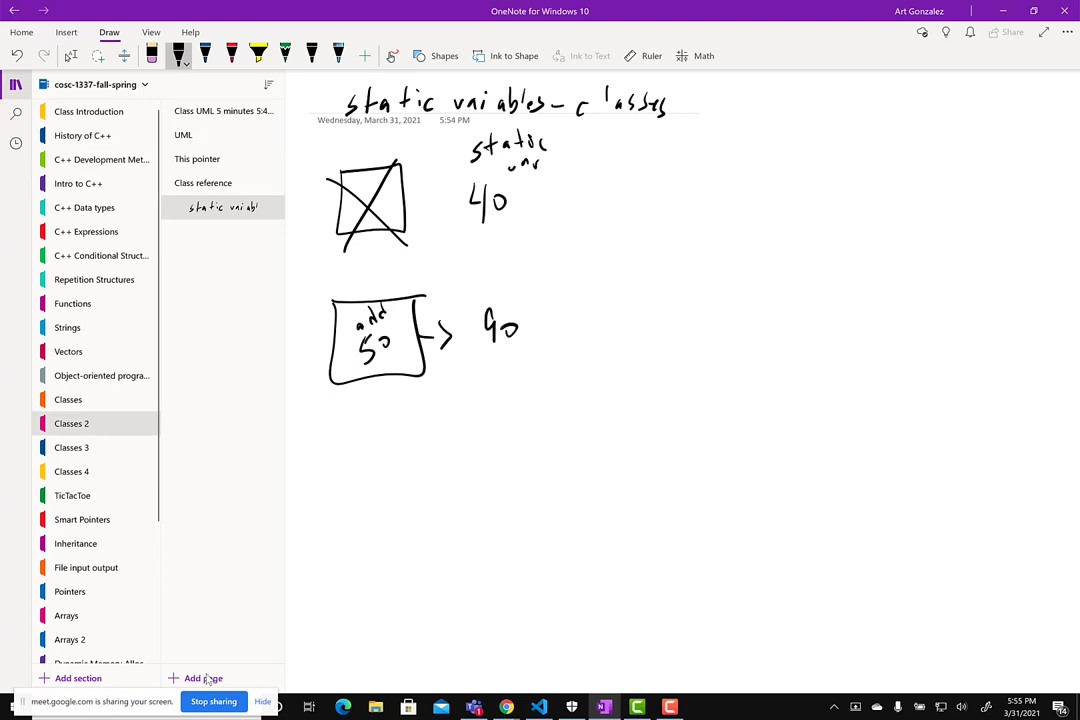 OneNote for Windows 10
Art Gonzalez
Home Insert Draw View Help
Shapes Ink to Shape Ink to Text Ruler Math
Share
cosc-1337-fall-spring
Class Introduction
History of C++
C++ Development Met...
Intro to C++
C++ Data types
C++ Expressions
C++ Conditional Struct...
Repetition Structures
Functions
Strings
Vectors
Object-oriented progra...
Classes
Classes 2
Classes 3
Classes 4
TicTacToe
Smart Pointers
Inheritance
File input output
Pointers
Arrays
Arrays 2
Dynamic Memory Alloc
Add section
Class UML 5 minutes 5:4...
UML
This pointer
Class reference
static variabl
Add page
static variables - classes
Wednesday, March 31, 2021 5:54 PM
static
var
40
add
50
90
meet.google.com is sharing your screen.
Stop sharing
Hide
5:55 PM
3/31/2021
14